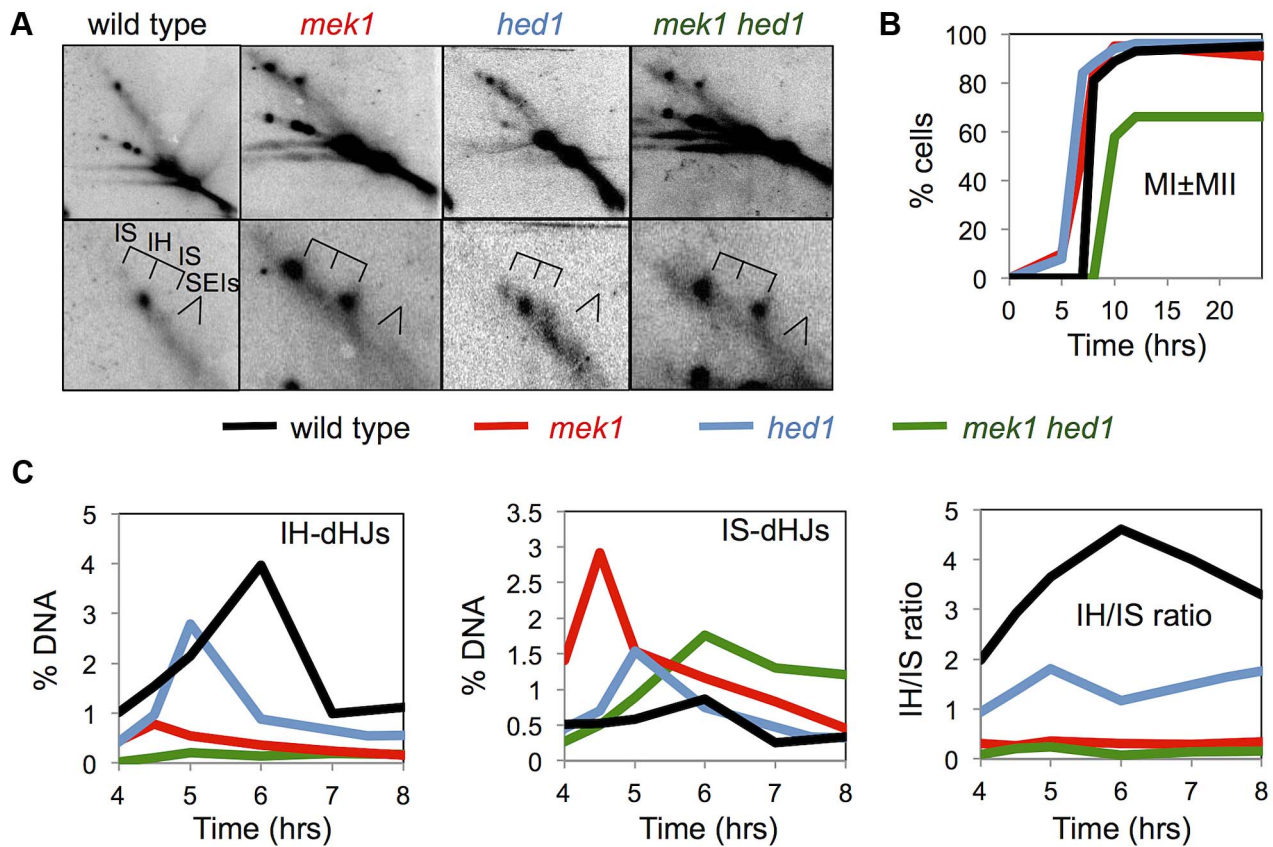 A
wild type
mek1
hed1
mek1 hed1
IS
IH
IS
SEIs
B
100
80
60
40
20
0
% cells
MI±MII
0 5 10 15 20
Time (hrs)
wild type
mek1
hed1
mek1 hed1
C
5
4
3
2
1
0
% DNA
IH-dHJs
4 5 6 7 8
Time (hrs)
3.5
3
2.5
2
1.5
1
0.5
0
% DNA
IS-dHJs
4 5 6 7 8
Time (hrs)
5
4
3
2
1
0
IH/IS ratio
IH/IS ratio
4 5 6 7 8
Time (hrs)